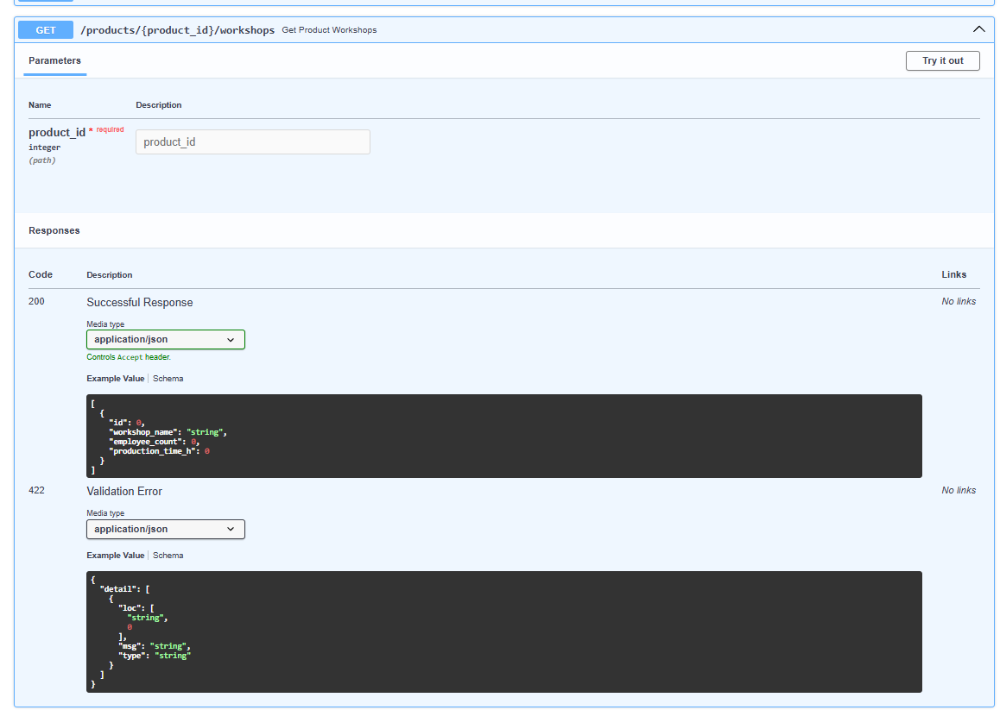 GET /products/{product_id}/workshops Get Product Workshops
Parameters
Try it out
Name Description
product_id * required
integer
(path)
product_id
Responses
Code Description Links
200 Successful Response No links
Media type
application/json
Controls Accept header.
Example Value Schema
[
  {
    "id": 0,
    "workshop_name": "string",
    "employee_count": 0,
    "production_time_h": 0
  }
]
422 Validation Error No links
Media type
application/json
Example Value Schema
{
  "detail": [
    {
      "loc": [
        "string",
        0
      ],
      "msg": "string",
      "type": "string"
    }
  ]
}